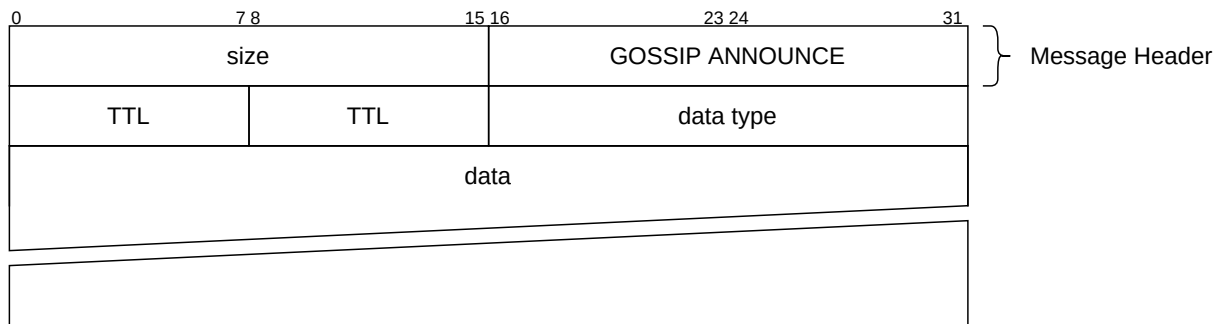 0 7 8 15 16 23 24 31
size GOSSIP ANNOUNCE Message Header
TTL TTL data type
data